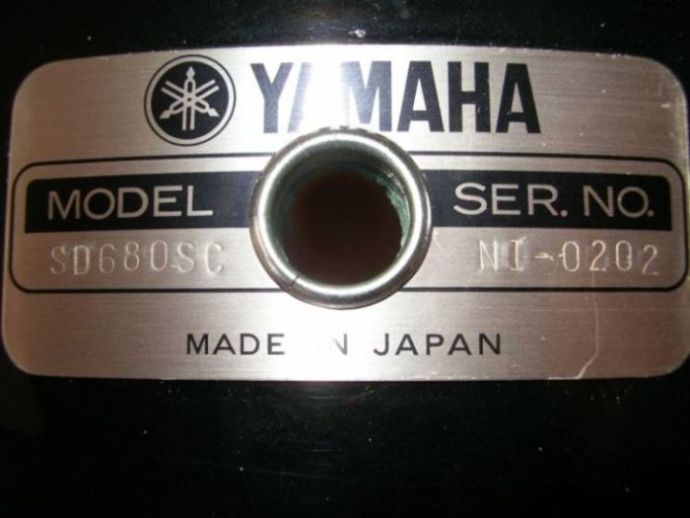 YAMAHA
MODEL SER. NO.
SD680SC NI-0202
MADE IN JAPAN